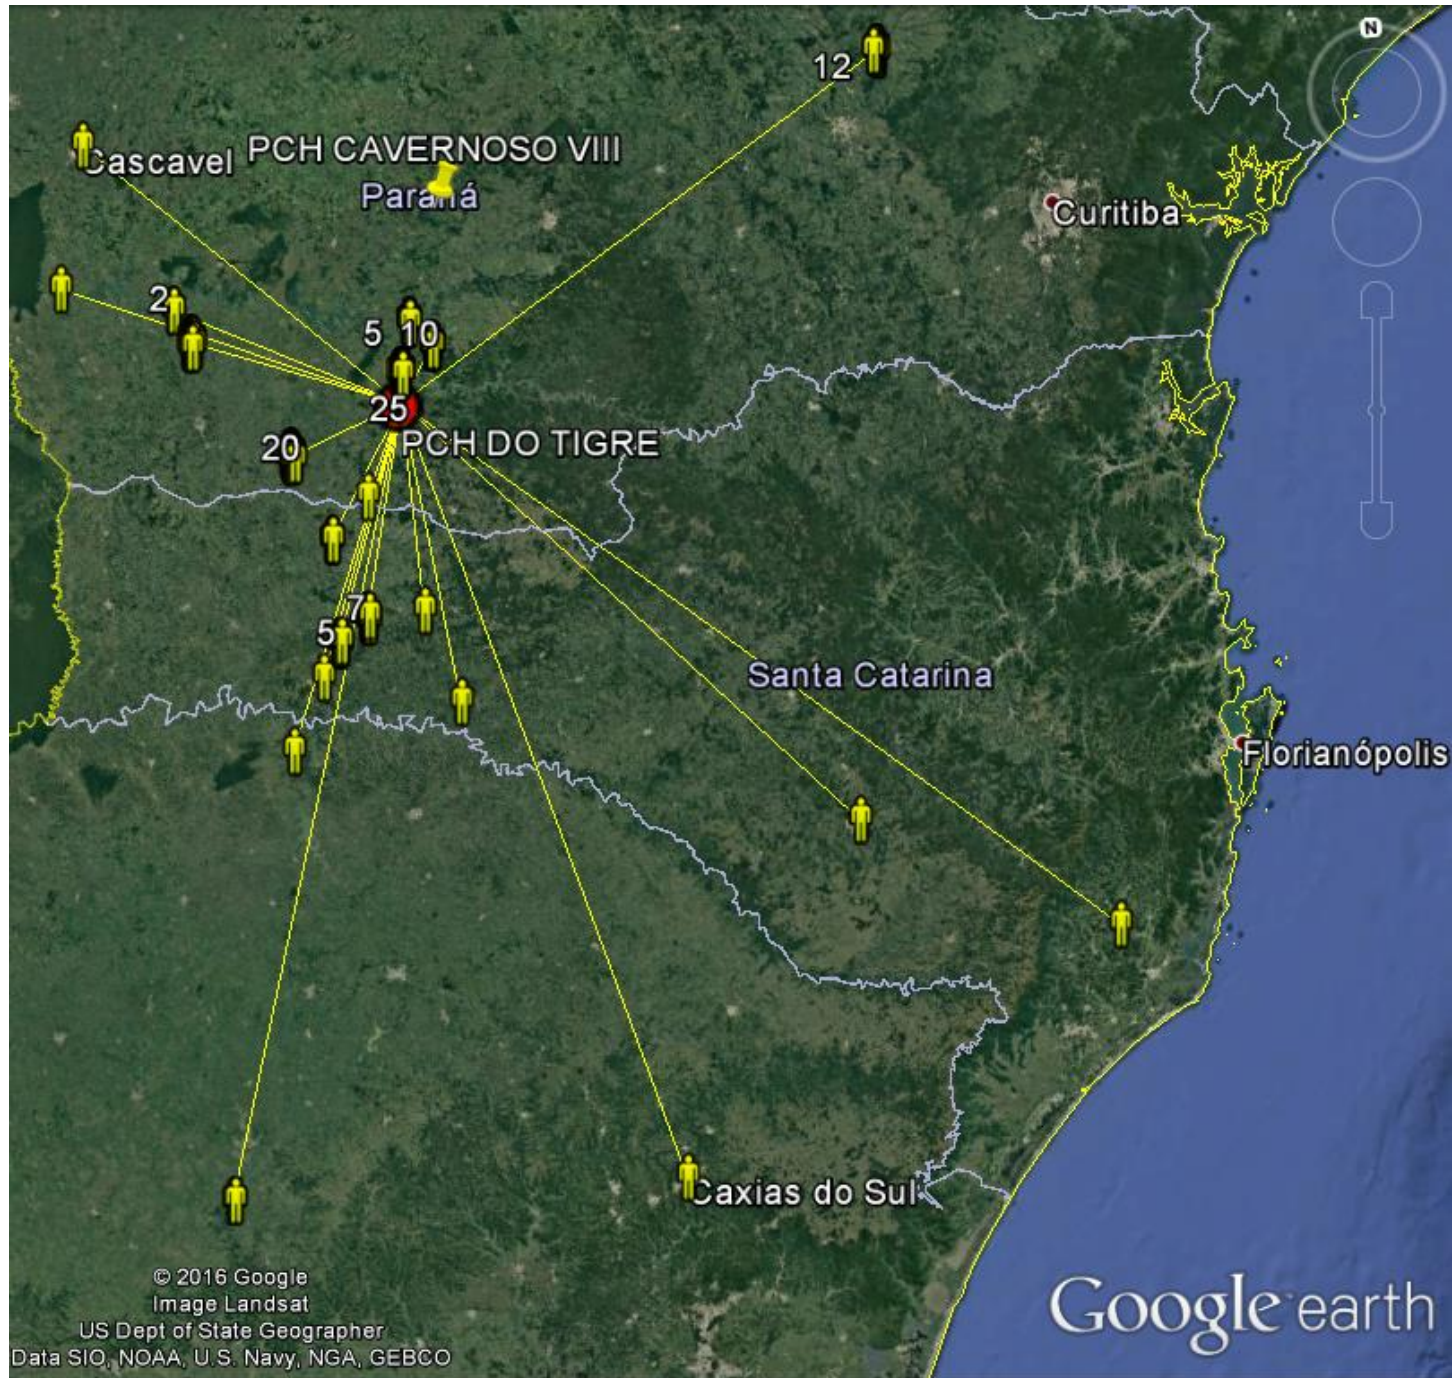 N
12
Cascavel
PCH CAVERNOSO VIII
Paraná
Curitiba
2
5
10
25
PCH DO TIGRE
20
7
5
Santa Catarina
Florianópolis
Caxias do Sul
© 2016 Google
Image Landsat
US Dept of State Geographer
Data SIO, NOAA, U.S. Navy, NGA, GEBCO
Google earth